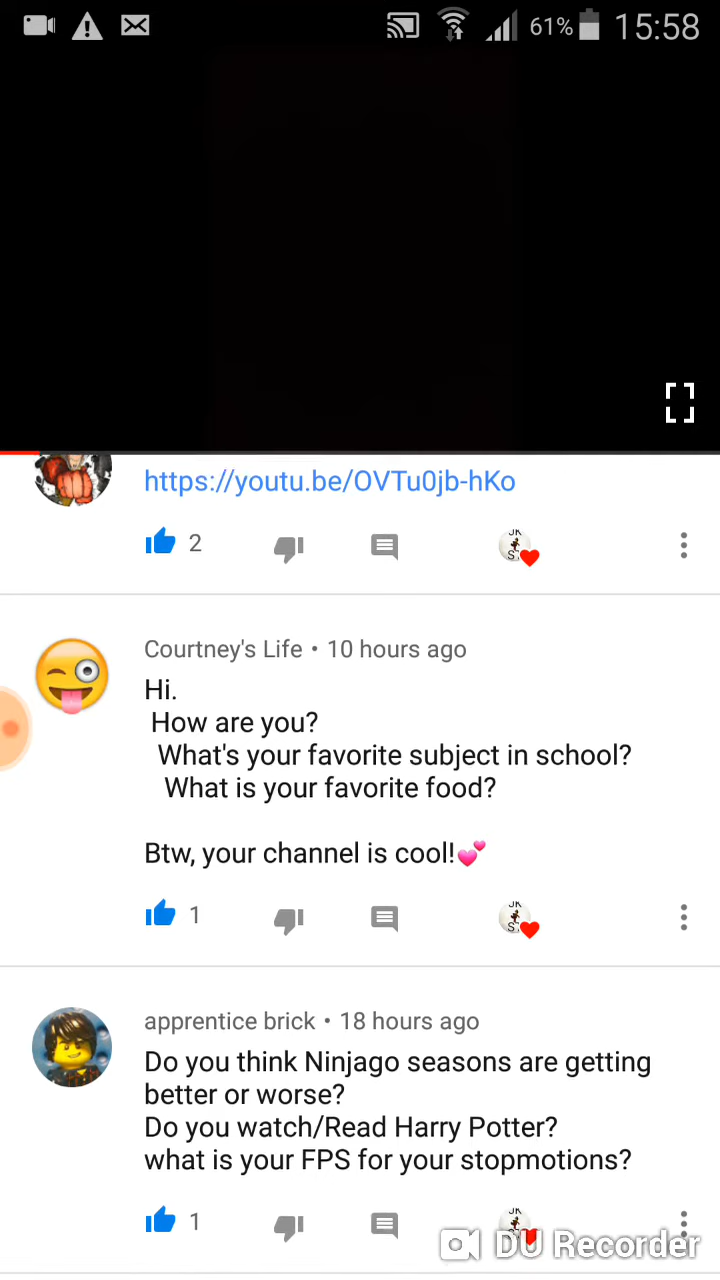 61% 15:58
https://youtu.be/OVTu0jb-hKo
2
Courtney's Life • 10 hours ago
Hi.
How are you?
What's your favorite subject in school?
What is your favorite food?
Btw, your channel is cool!💕
1
apprentice brick • 18 hours ago
Do you think Ninjago seasons are getting
better or worse?
Do you watch/Read Harry Potter?
what is your FPS for your stopmotions?
1
DU Recorder